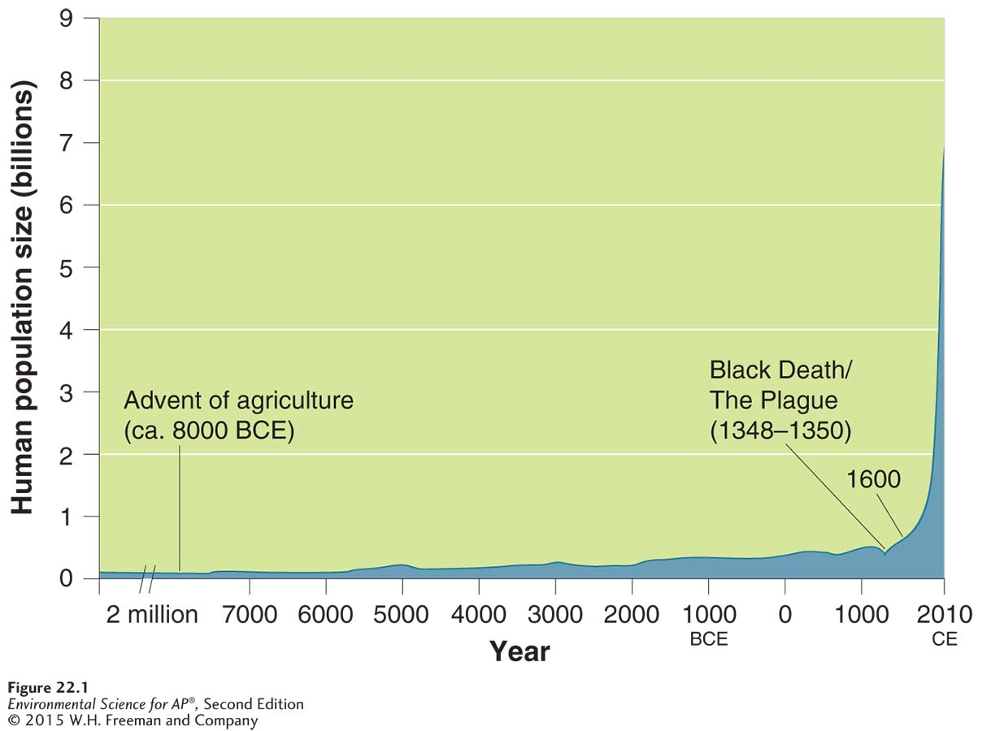 Human population size (billions)
9
8
7
6
5
4
3
2
1
0
Advent of agriculture
(ca. 8000 BCE)
Black Death/
The Plague
(1348–1350)
1600
2 million 7000 6000 5000 4000 3000 2000 1000 0 1000 2010
BCE CE
Year
Figure 22.1
Environmental Science for AP®, Second Edition
© 2015 W.H. Freeman and Company